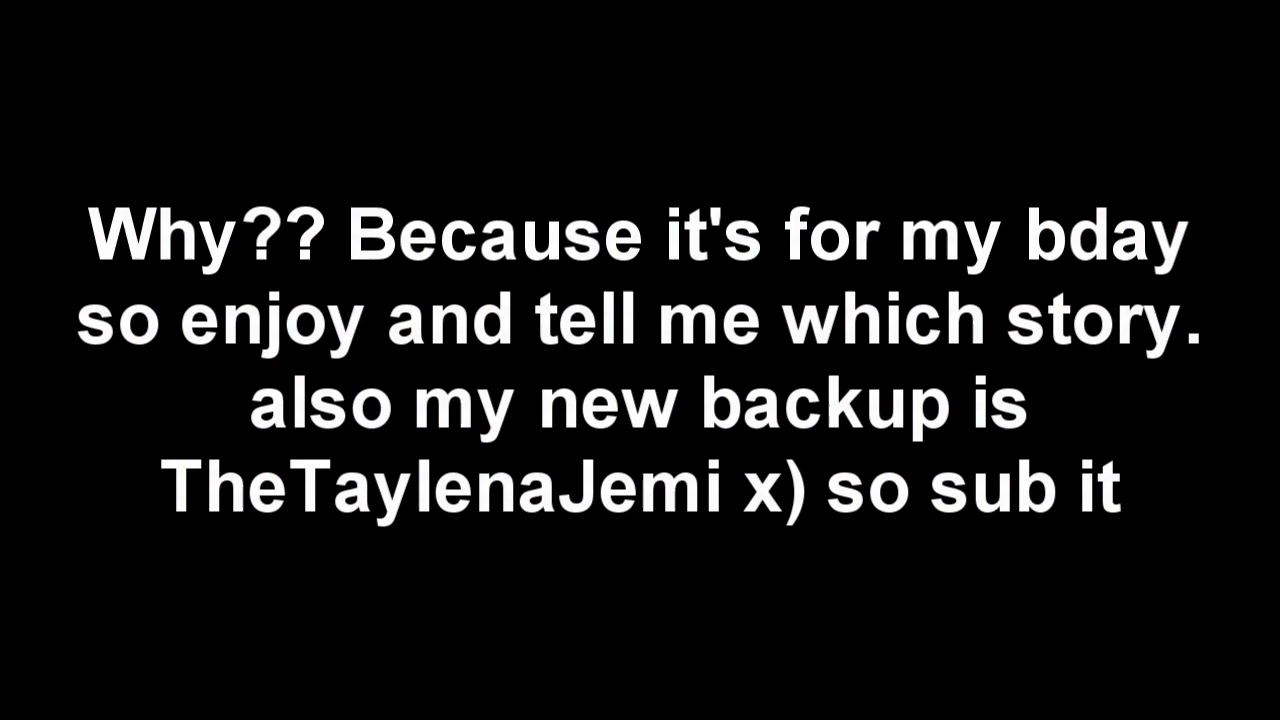 Why?? Because it's for my bday
so enjoy and tell me which story.
also my new backup is
TheTaylenaJemi x) so sub it